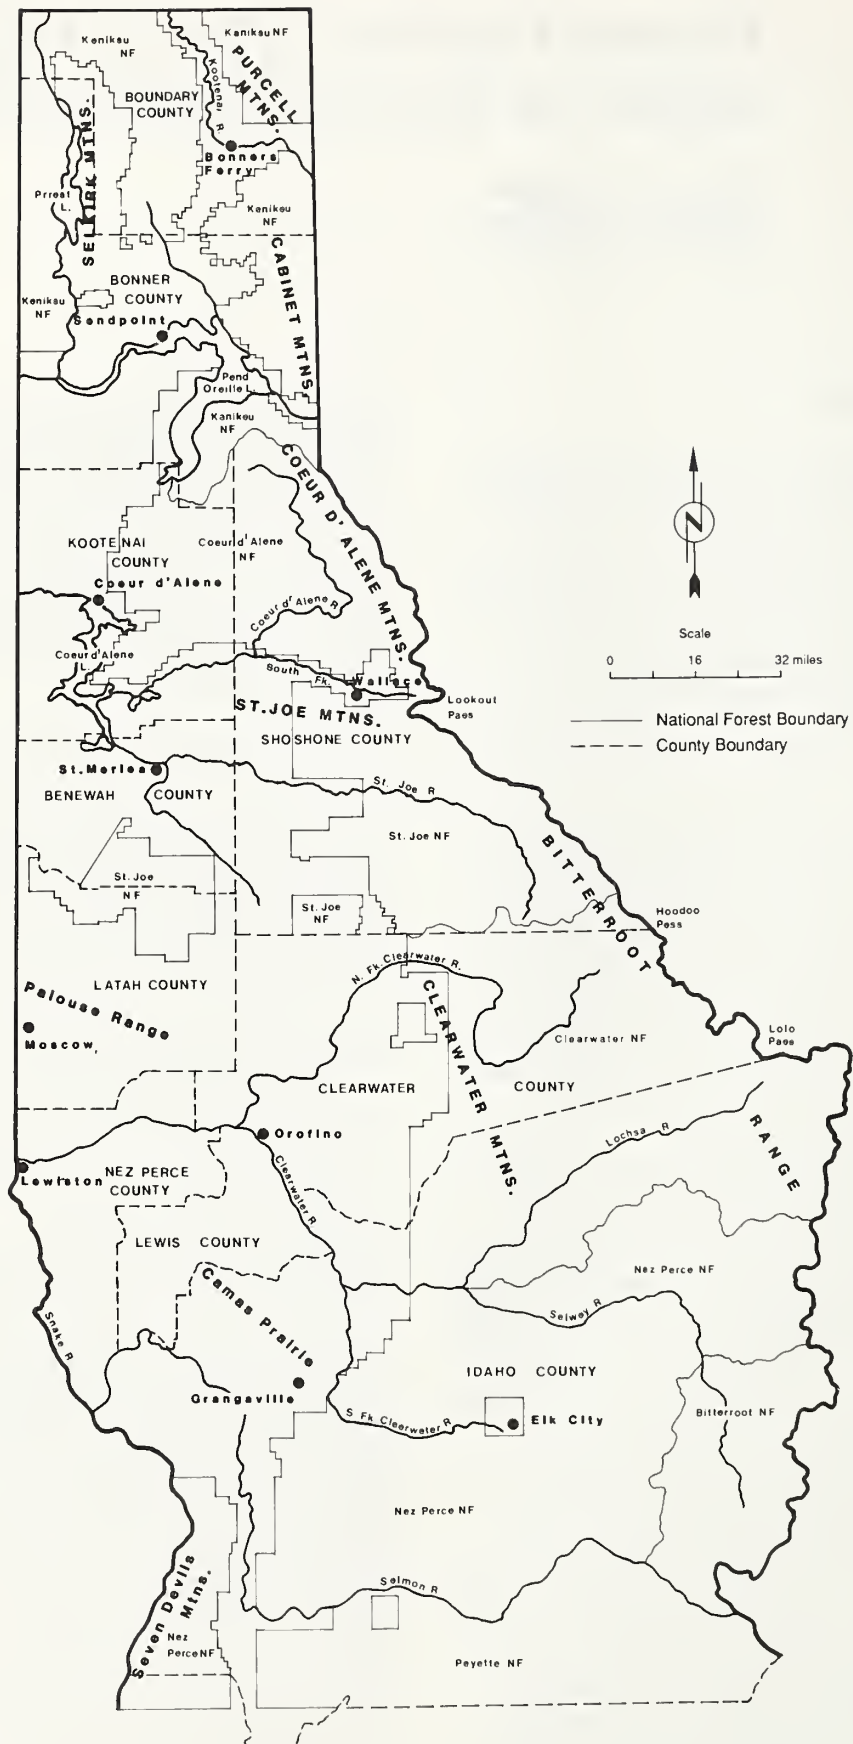 Kaniksu NF
Kaniksu
NF
PURCELL
MTNS.
Kootenai R.
BOUNDARY
COUNTY
Bonners
Ferry
SELKIRK MTNS.
Priest
L.
Kaniksu
NF
CABINET MTNS.
BONNER
COUNTY
Kaniksu
NF
Sandpoint
Pend
Oreille L.
Kaniksu
NF
COEUR D'ALENE MTNS.
KOOTENAI
COUNTY
Coeur d'Alene
NF
Coeur d'Alene
Coeur d'Alene R.
Coeur d'Alene
L.
South Fk.
Wallace
Lookout
Pass
ST.JOE MTNS.
SHOSHONE COUNTY
N
Scale
0 16 32 miles
National Forest Boundary
County Boundary
St.Maries
BENEWAH COUNTY
St. Joe R
St. Joe NF
BITTERROOT
St. Joe
NF
St. Joe
NF
Hoodoo
Pass
N. Fk. Clearwater R.
LATAH COUNTY
Palouse Range
Moscow
CLEARWATER MTNS.
Clearwater NF
Lolo
Pass
CLEARWATER COUNTY
RANGE
Orofino
Lochsa R
Lewiston
NEZ PERCE
COUNTY
Clearwater R
LEWIS COUNTY
Nez Perce NF
Camas Prairie
Selway R
Snake R
IDAHO COUNTY
Grangeville
S Fk Clearwater R
Elk City
Bitterroot NF
Nez Perce NF
Seven Devils
Mtns.
Salmon R
Nez
Perce NF
Payette NF